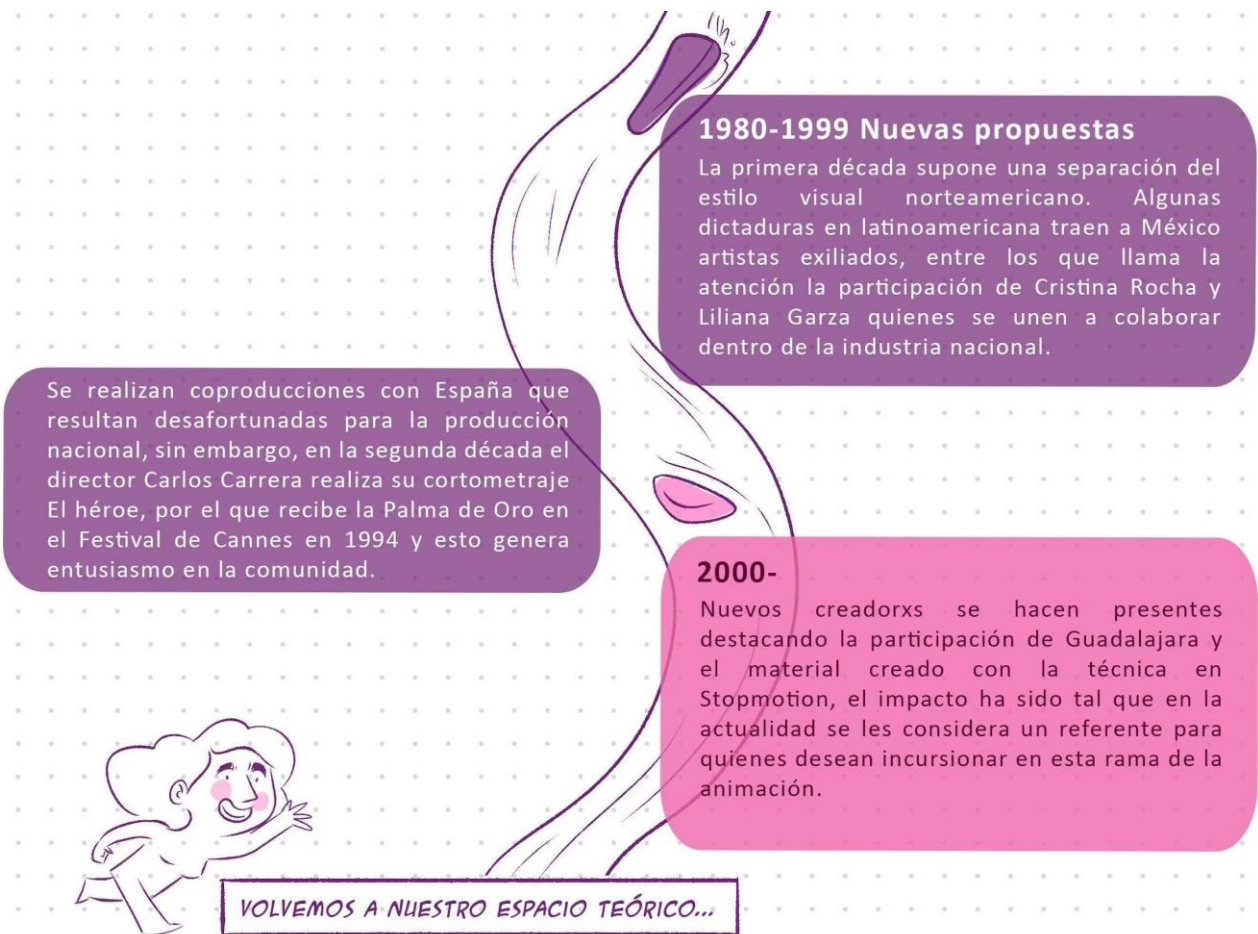 1980-1999 Nuevas propuestas
La primera década supone una separación del
estilo visual norteamericano. Algunas
dictaduras en latinoamericana traen a México
artistas exiliados, entre los que llama la
atención la participación de Cristina Rocha y
Liliana Garza quienes se unen a colaborar
dentro de la industria nacional.
Se realizan coproducciones con España que
resultan desafortunadas para la producción
nacional, sin embargo, en la segunda década el
director Carlos Carrera realiza su cortometraje
El héroe, por el que recibe la Palma de Oro en
el Festival de Cannes en 1994 y esto genera
entusiasmo en la comunidad.
2000-
Nuevos creadorxs se hacen presentes
destacando la participación de Guadalajara y
el material creado con la técnica en
Stopmotion, el impacto ha sido tal que en la
actualidad se les considera un referente para
quienes desean incursionar en esta rama de la
animación.
VOLVEMOS A NUESTRO ESPACIO TEÓRICO...